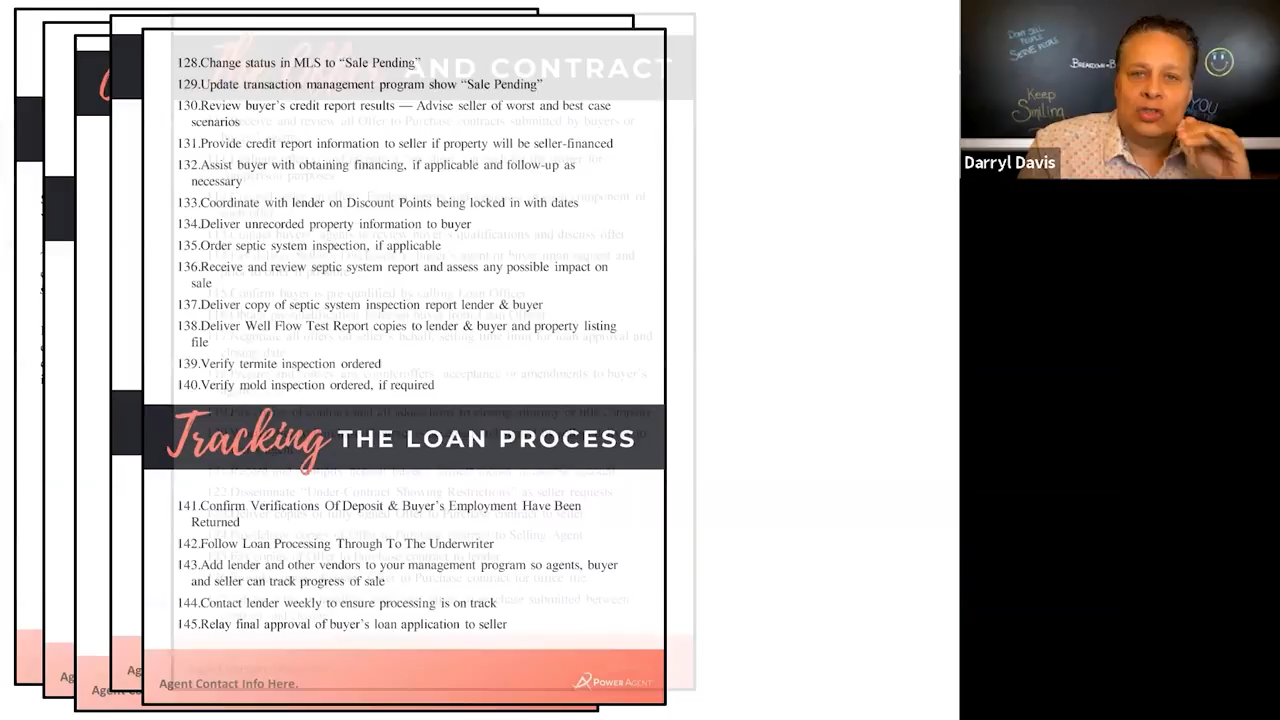 AND CONTRACT
128.Change status in MLS to “Sale Pending”
129.Update transaction management program show “Sale Pending”
130.Review buyer’s credit report results — Advise seller of worst and best case
scenarios
131.Provide credit report information to seller if property will be seller-financed
132.Assist buyer with obtaining financing, if applicable and follow-up as
necessary
133.Coordinate with lender on Discount Points being locked in with dates
134.Deliver unrecorded property information to buyer
135.Order septic system inspection, if applicable
136.Receive and review septic system report and assess any possible impact on
sale
137.Deliver copy of septic system inspection report lender & buyer
138.Deliver Well Flow Test Report copies to lender & buyer and property listing
file
139.Verify termite inspection ordered
140.Verify mold inspection ordered, if required
Tracking THE LOAN PROCESS
141.Confirm Verifications Of Deposit & Buyer’s Employment Have Been
Returned
142.Follow Loan Processing Through To The Underwriter
143.Add lender and other vendors to your management program so agents, buyer
and seller can track progress of sale
144.Contact lender weekly to ensure processing is on track
145.Relay final approval of buyer’s loan application to seller
Agent Contact Info Here.
POWER AGENT
DON'T SELL
PEOPLE
SERVE PEOPLE
Keep
Smiling
YOU
Darryl Davis